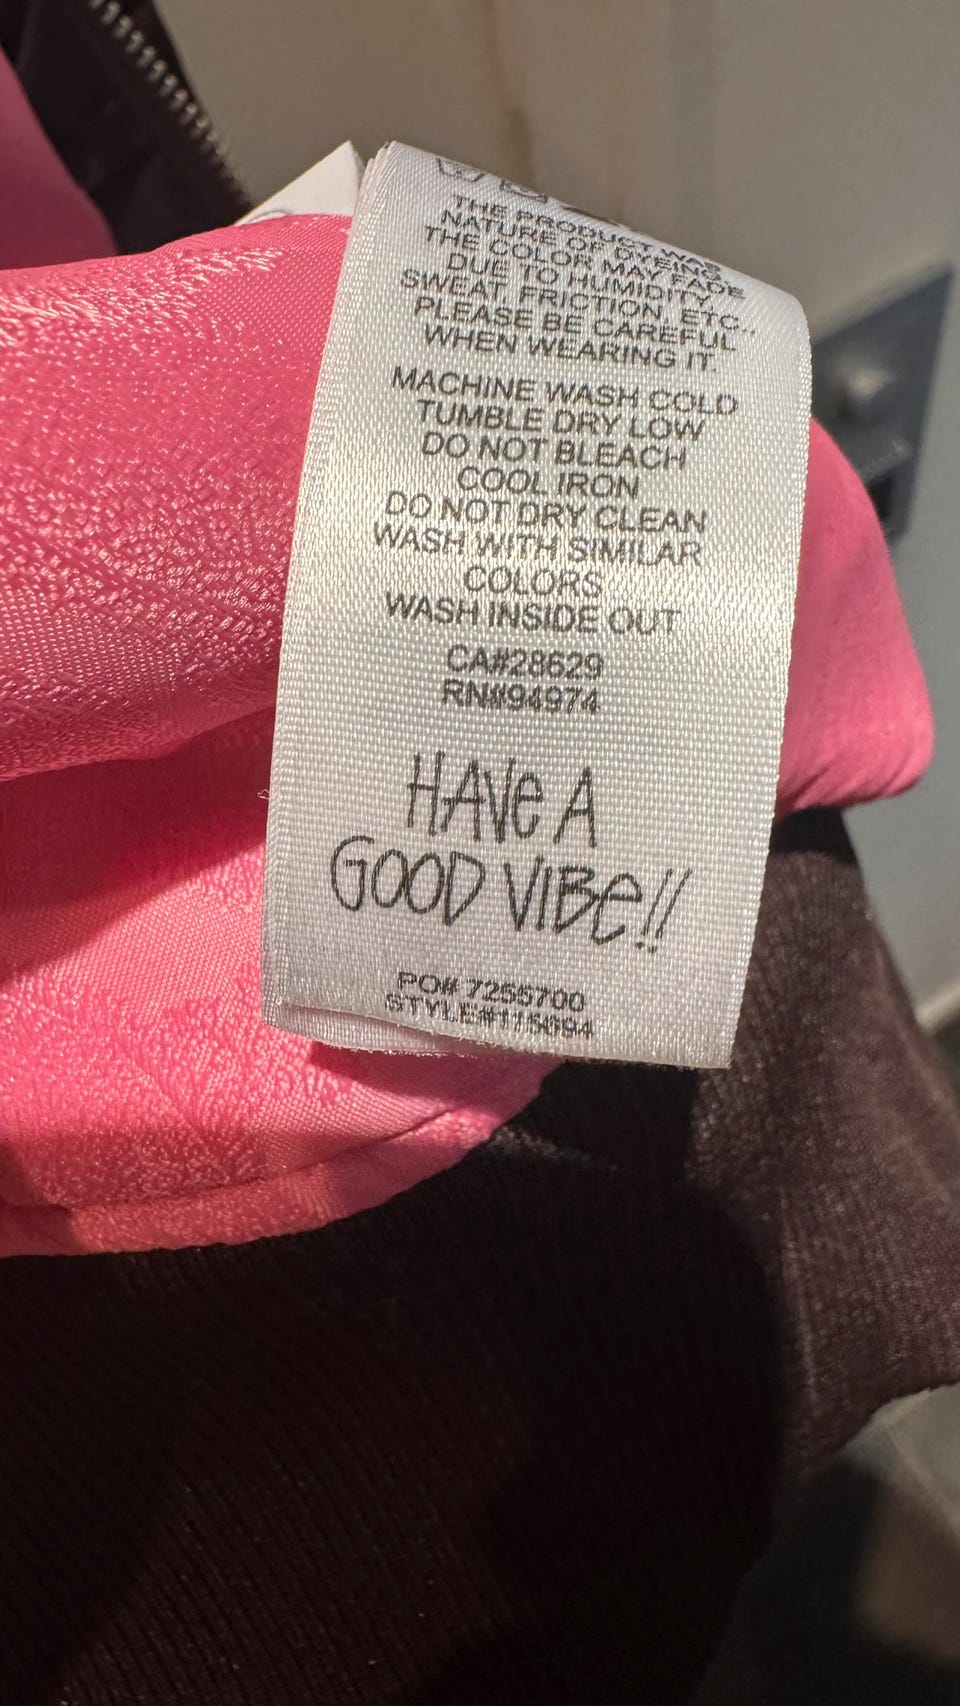 THE PRODUCT WAS
NATURE OF DYEING.
THE COLOR MAY FADE
DUE TO HUMIDITY,
SWEAT, FRICTION, ETC..
PLEASE BE CAREFUL
WHEN WEARING IT.
MACHINE WASH COLD
TUMBLE DRY LOW
DO NOT BLEACH
COOL IRON
DO NOT DRY CLEAN
WASH WITH SIMILAR
COLORS
WASH INSIDE OUT
CA#28629
RN#94974
HAVe A
GOOD VIBe!!
PO# 7255700
STYLE#115694